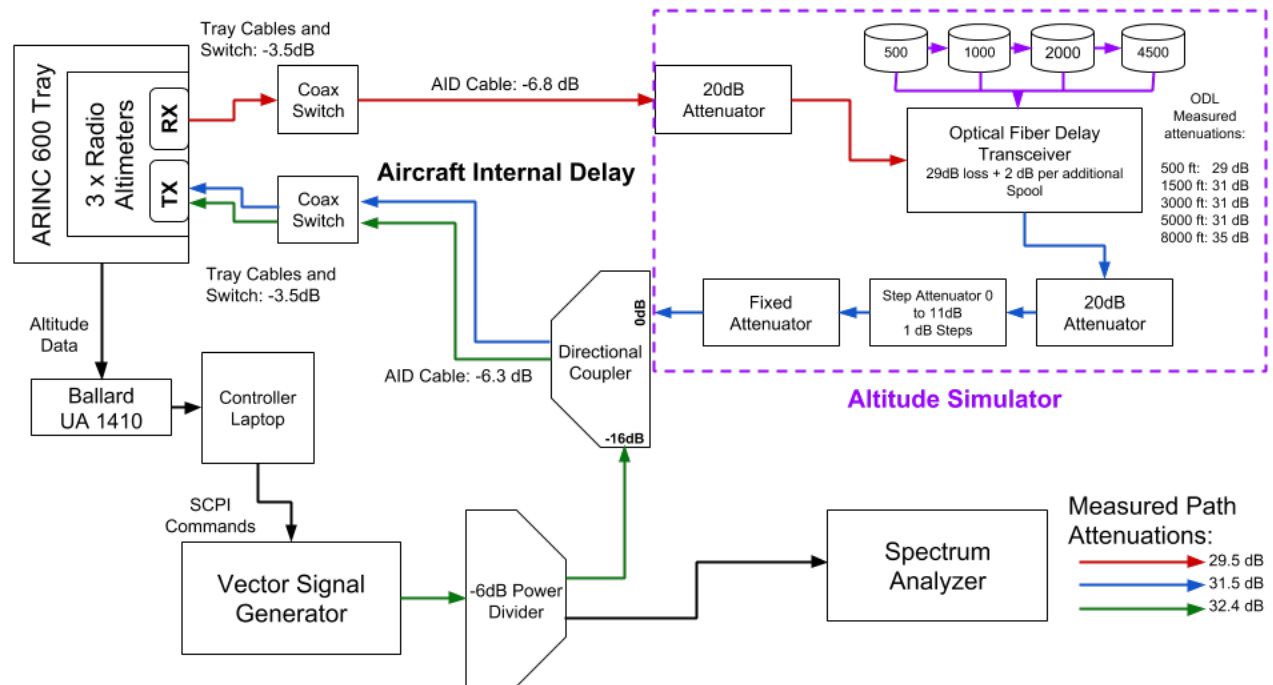 Tray Cables and
Switch: -3.5dB
ARINC 600 Tray
3 x Radio
Altimeters
RX
TX
Coax
Switch
AID Cable: -6.8 dB
20dB
Attenuator
500
1000
2000
4500
Optical Fiber Delay
Transceiver
29dB loss + 2 dB per additional
Spool
ODL
Measured
attenuations:
500 ft: 29 dB
1500 ft: 31 dB
3000 ft: 31 dB
5000 ft: 31 dB
8000 ft: 35 dB
Aircraft Internal Delay
Coax
Switch
Tray Cables and
Switch: -3.5dB
0dB
Directional
Coupler
-16dB
Fixed
Attenuator
Step Attenuator 0
to 11dB
1 dB Steps
20dB
Attenuator
Altitude Simulator
AID Cable: -6.3 dB
Altitude
Data
Ballard
UA 1410
Controller
Laptop
SCPI
Commands
Vector Signal
Generator
-6dB Power
Divider
Spectrum
Analyzer
Measured Path
Attenuations:
29.5 dB
31.5 dB
32.4 dB